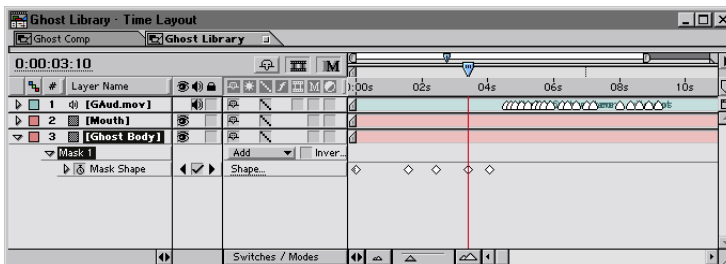 Ghost Library · Time Layout
Ghost Comp Ghost Library
0:00:03:10 M
):00s 02s 04s 06s 08s 10s
# Layer Name M
1 [GAud.mov]
2 [Mouth]
3 [Ghost Body]
Mask 1 Add Inver...
Mask Shape Shape...
Switches / Modes